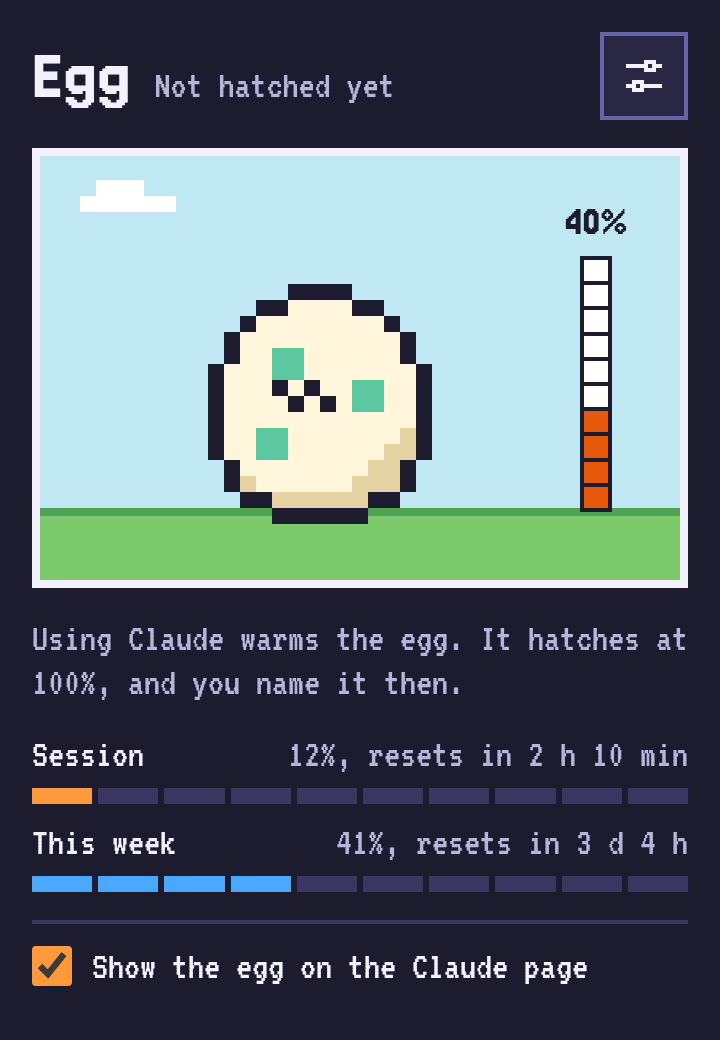 Egg Not hatched yet
40%
Using Claude warms the egg. It hatches at
100%, and you name it then.
Session 12%, resets in 2 h 10 min
This week 41%, resets in 3 d 4 h
Show the egg on the Claude page